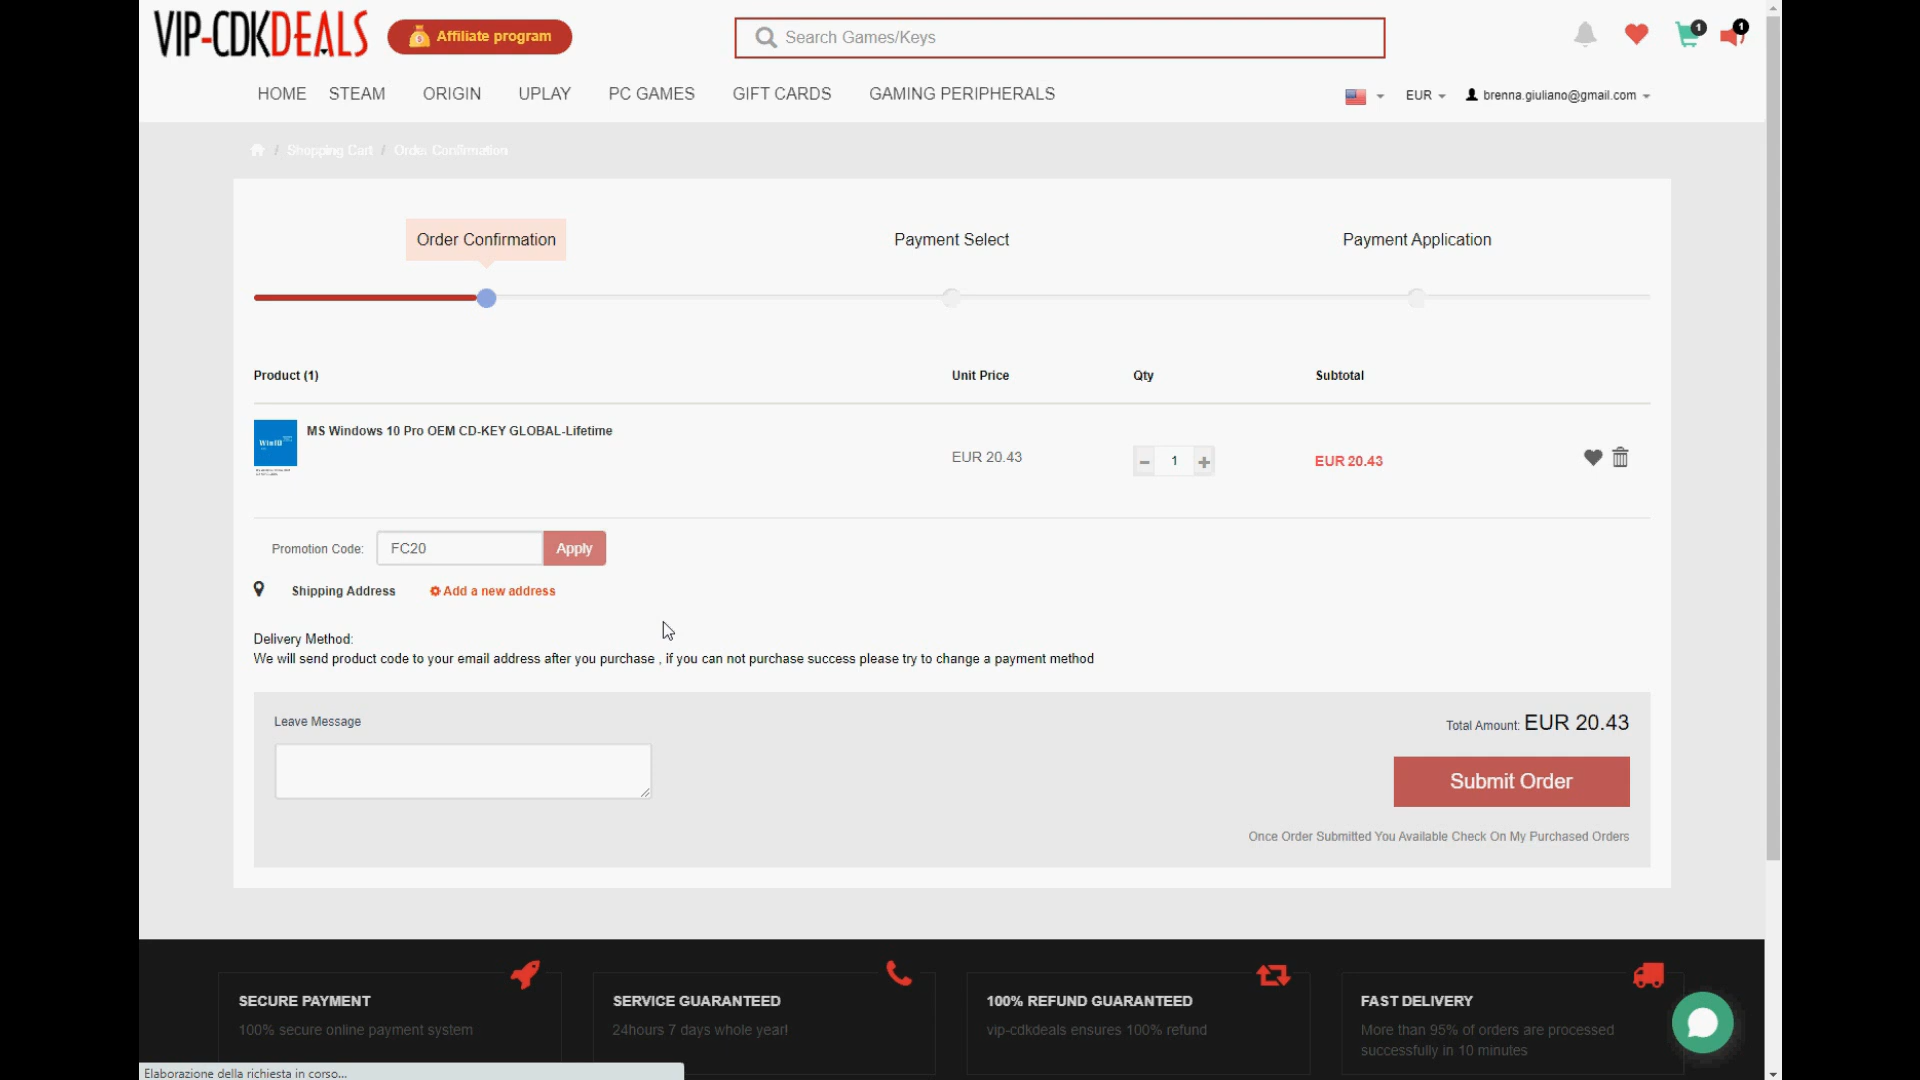 VIP-CDKDEALS
Affiliate program
Search Games/Keys
1
1
HOME STEAM ORIGIN UPLAY PC GAMES GIFT CARDS GAMING PERIPHERALS
EUR brenna.giuliano@gmail.com
/ Shopping Cart / Order Confirmation
Order Confirmation Payment Select Payment Application
Product (1) Unit Price Qty Subtotal
MS Windows 10 Pro OEM CD-KEY GLOBAL-Lifetime
Win10
EUR 20.43 - 1 + EUR 20.43
Promotion Code: FC20 Apply
Shipping Address Add a new address
Delivery Method:
We will send product code to your email address after you purchase , if you can not purchase success please try to change a payment method
Leave Message
Total Amount: EUR 20.43
Submit Order
Once Order Submitted You Available Check On My Purchased Orders
SECURE PAYMENT
100% secure online payment system
SERVICE GUARANTEED
24hours 7 days whole year!
100% REFUND GUARANTEED
vip-cdkdeals ensures 100% refund
FAST DELIVERY
More than 95% of orders are processed
successfully in 10 minutes
Elaborazione della richiesta in corso...